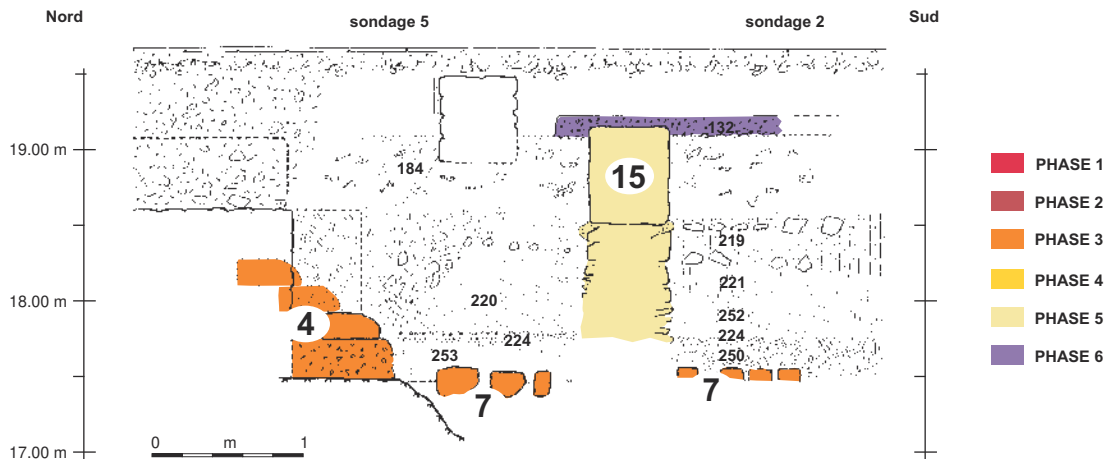 Nord sondage 5 sondage 2 Sud
19.00 m
18.00 m
17.00 m
132
184
15
219
221
220
252
224
224
253
250
4
7
7
0 m 1
PHASE 1
PHASE 2
PHASE 3
PHASE 4
PHASE 5
PHASE 6